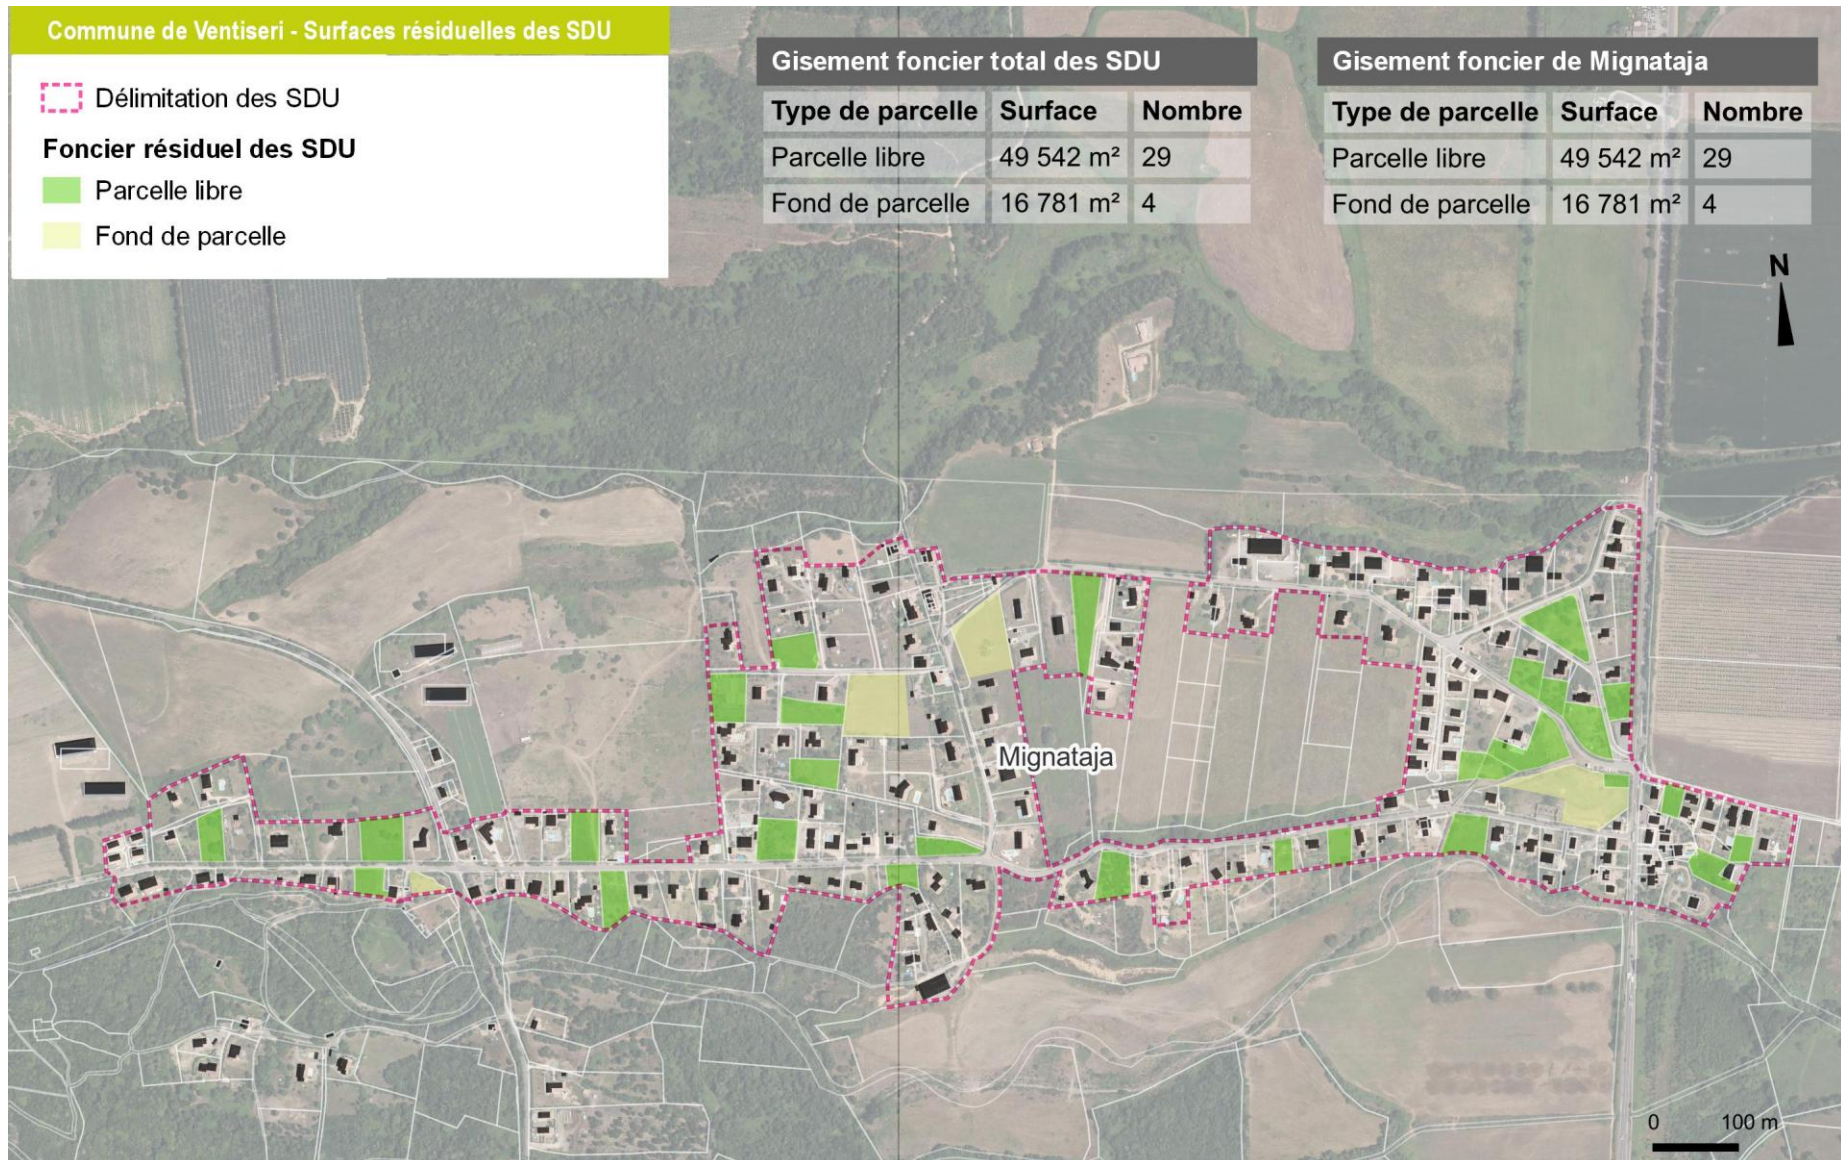 Commune de Ventiseri - Surfaces résiduelles des SDU
Délimitation des SDU
Foncier résiduel des SDU
Parcelle libre
Fond de parcelle
Gisement foncier total des SDU
Type de parcelle Surface Nombre
Parcelle libre 49 542 m² 29
Fond de parcelle 16 781 m² 4
Gisement foncier de Mignataja
Type de parcelle Surface Nombre
Parcelle libre 49 542 m² 29
Fond de parcelle 16 781 m² 4
N
Mignataja
0 100 m